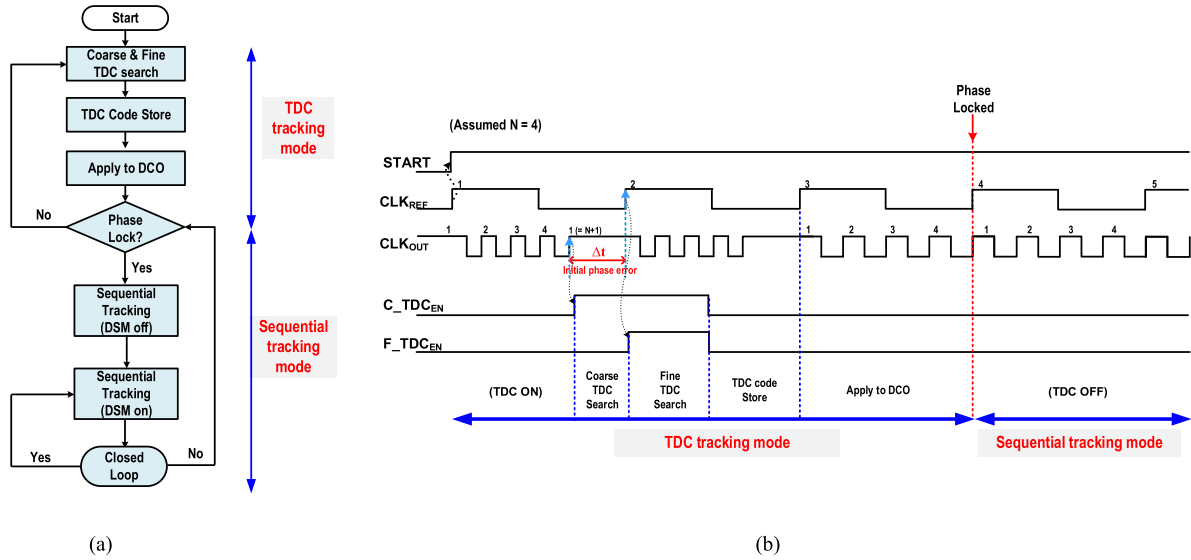 Start
Coarse & Fine
TDC search
TDC Code Store
Apply to DCO
Phase
Lock?
No
Yes
Sequential
Tracking
(DSM off)
Sequential
Tracking
(DSM on)
Closed
Loop
Yes
No
TDC
tracking
mode
Sequential
tracking
mode
(a)
Phase
Locked
(Assumed N = 4)
START
CLKREF
1 2 3 4 5
CLKOUT
1 2 3 4 1 (= N+1) 1 2 3 4 1 2 3 4
Δt
Initial phase error
C_TDCEN
F_TDCEN
(TDC ON)
Coarse
TDC
Search
Fine
TDC
Search
TDC code
Store
Apply to DCO
(TDC OFF)
TDC tracking mode
Sequential tracking mode
(b)